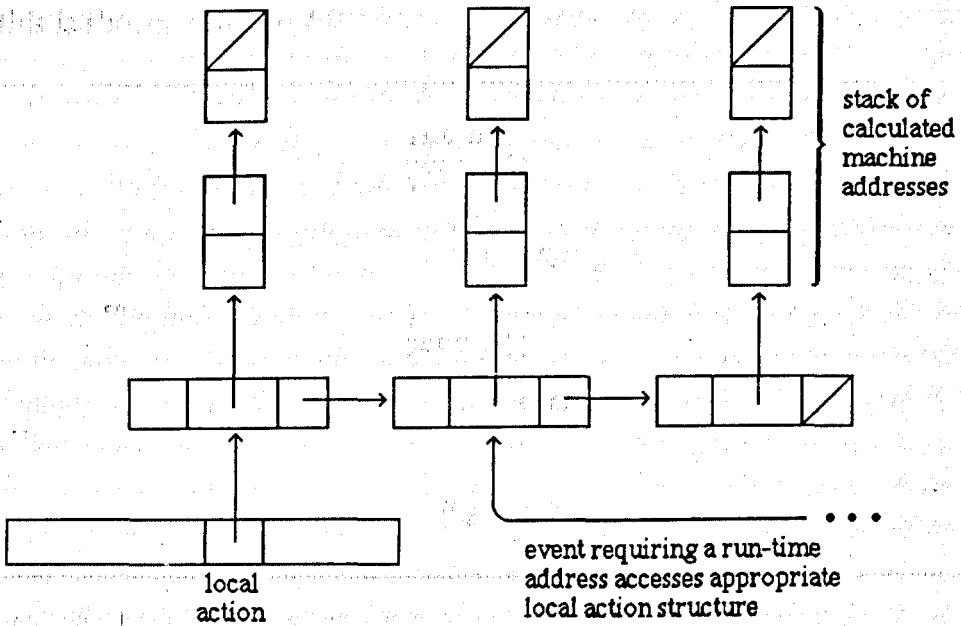 stack of
calculated
machine
addresses
local
action
event requiring a run-time
address accesses appropriate
local action structure